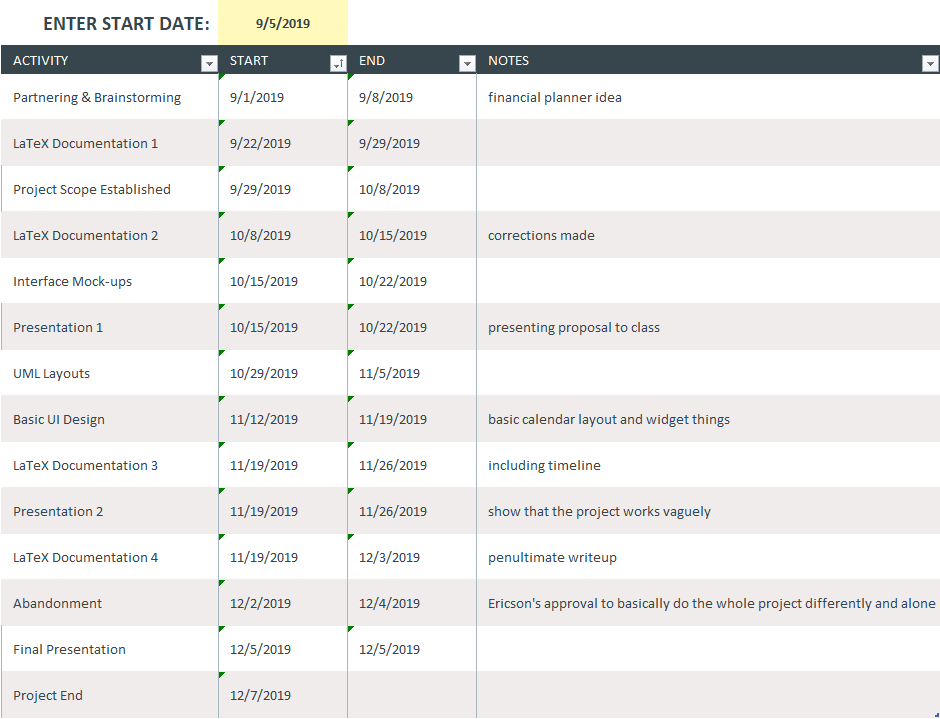 ENTER START DATE: 9/5/2019
ACTIVITY START END NOTES
Partnering & Brainstorming 9/1/2019 9/8/2019 financial planner idea
LaTeX Documentation 1 9/22/2019 9/29/2019
Project Scope Established 9/29/2019 10/8/2019
LaTeX Documentation 2 10/8/2019 10/15/2019 corrections made
Interface Mock-ups 10/15/2019 10/22/2019
Presentation 1 10/15/2019 10/22/2019 presenting proposal to class
UML Layouts 10/29/2019 11/5/2019
Basic UI Design 11/12/2019 11/19/2019 basic calendar layout and widget things
LaTeX Documentation 3 11/19/2019 11/26/2019 including timeline
Presentation 2 11/19/2019 11/26/2019 show that the project works vaguely
LaTeX Documentation 4 11/19/2019 12/3/2019 penultimate writeup
Abandonment 12/2/2019 12/4/2019 Ericson's approval to basically do the whole project differently and alone
Final Presentation 12/5/2019 12/5/2019
Project End 12/7/2019